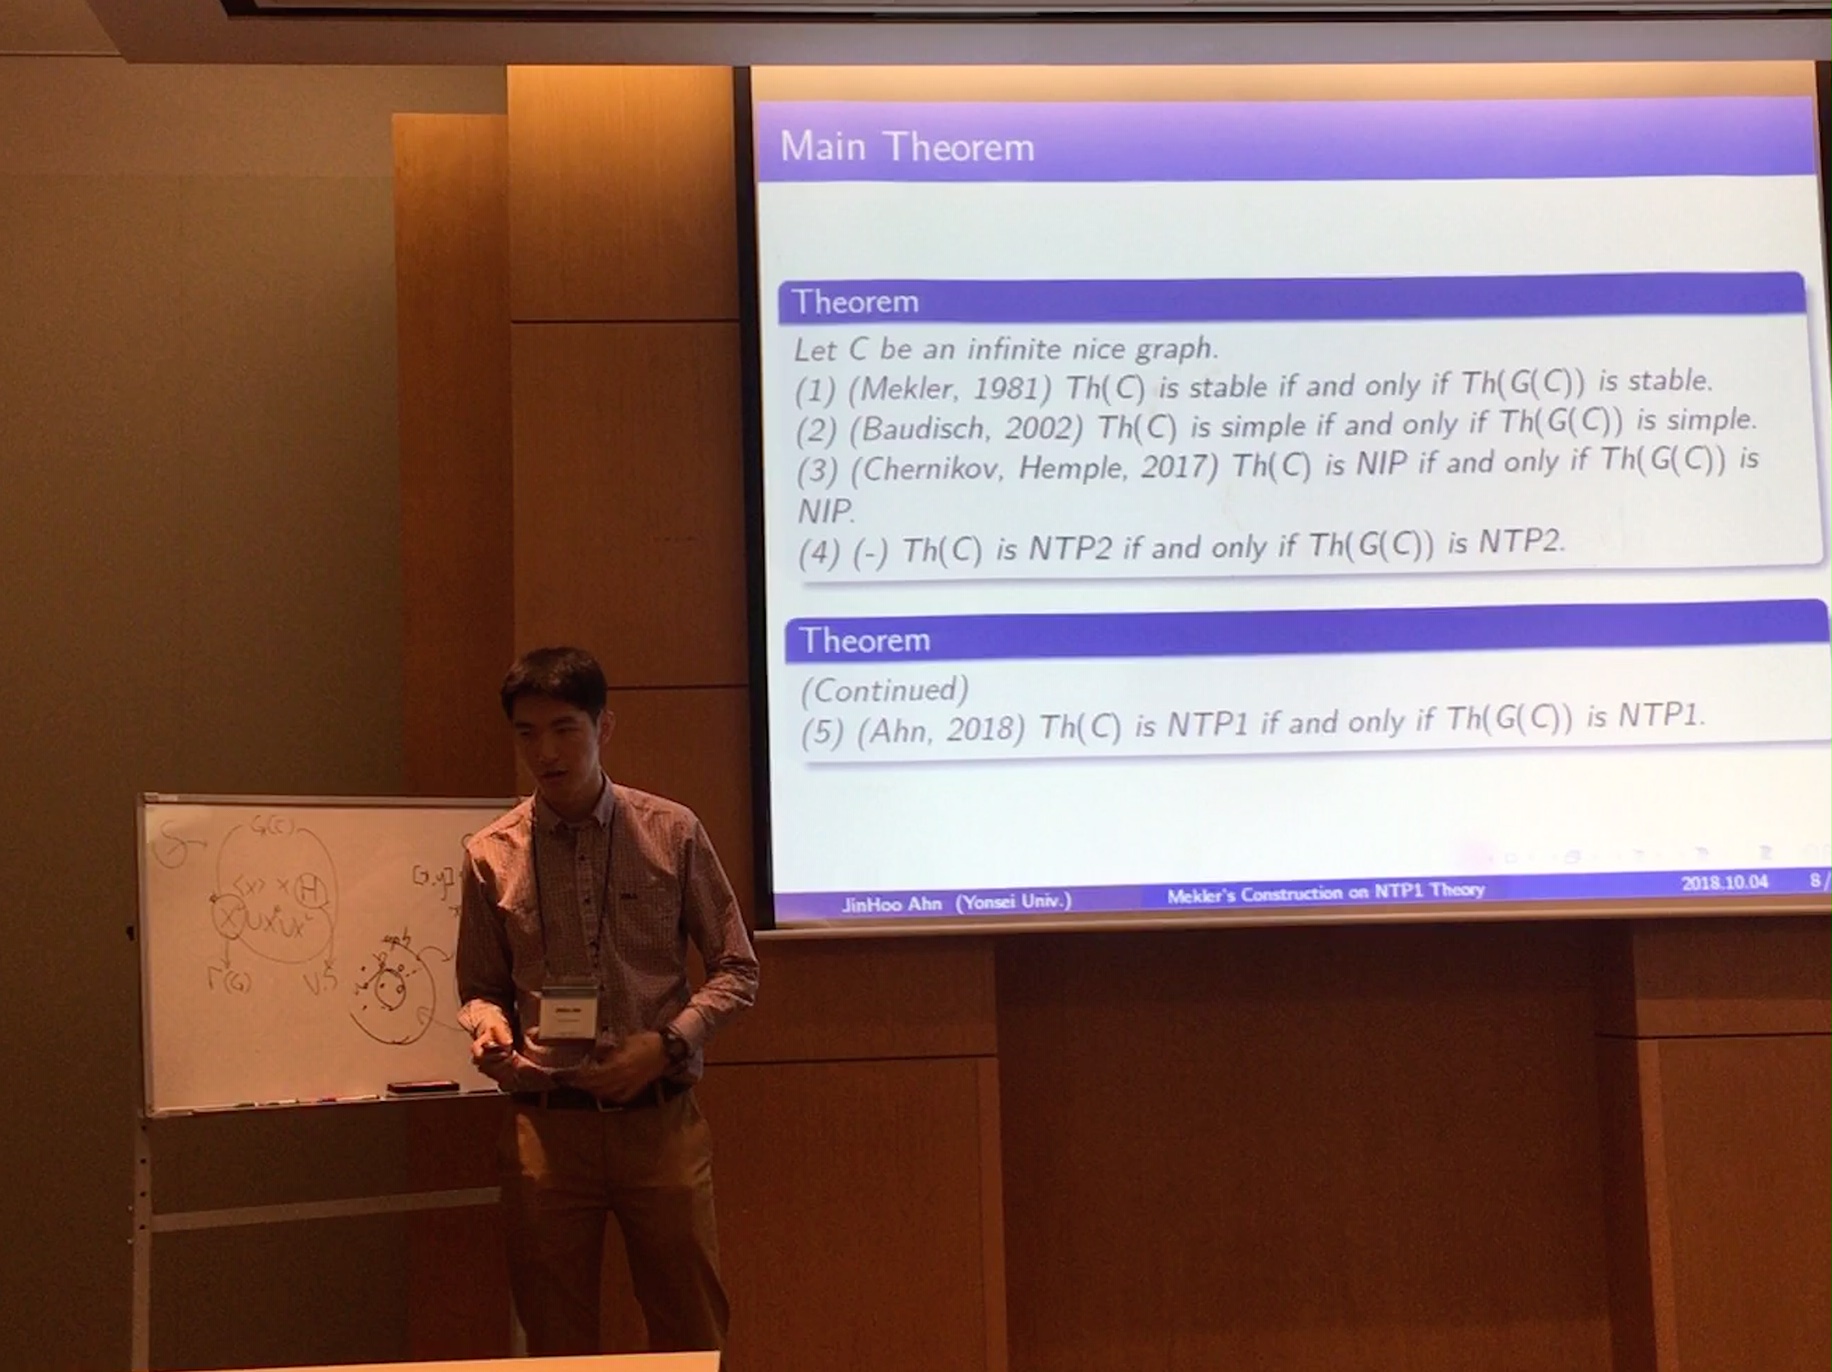 Main Theorem
Theorem
Let C be an infinite nice graph.
(1) (Mekler, 1981) Th(C) is stable if and only if Th(G(C)) is stable.
(2) (Baudisch, 2002) Th(C) is simple if and only if Th(G(C)) is simple.
(3) (Chernikov, Hemple, 2017) Th(C) is NIP if and only if Th(G(C)) is
NIP.
(4) (-) Th(C) is NTP2 if and only if Th(G(C)) is NTP2.
Theorem
(Continued)
(5) (Ahn, 2018) Th(C) is NTP1 if and only if Th(G(C)) is NTP1.
JinHoo Ahn (Yonsei Univ.) Mekler's Construction on NTP1 Theory 2018.10.04 8/
G(C)
<X> × H
[x,y]
Γ(G) V.S